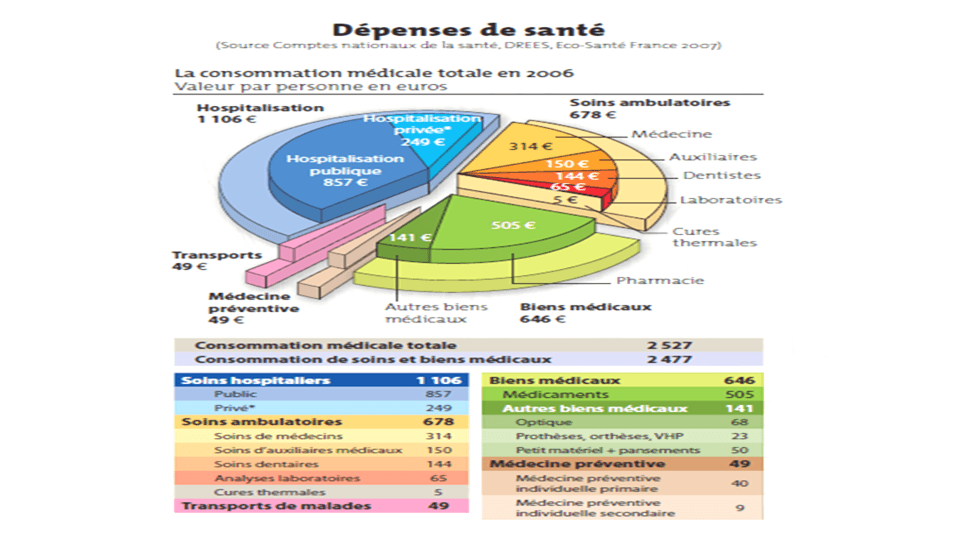 Dépenses de santé
(Source Comptes nationaux de la santé, DREES, Eco-Santé France 2007)
La consommation médicale totale en 2006
Valeur par personne en euros
Hospitalisation
1 106 €
Hospitalisation
privée*
249 €
Hospitalisation
publique
857 €
Soins ambulatoires
678 €
Médecine
314 €
Auxiliaires
150 €
Dentistes
144 €
Laboratoires
65 €
5 €
Cures
thermales
Transports
49 €
Médecine
préventive
49 €
141 €
505 €
Autres biens
médicaux
Pharmacie
Biens médicaux
646 €
Consommation médicale totale 2 527
Consommation de soins et biens médicaux 2 477
Soins hospitaliers 1 106
Public 857
Privé* 249
Soins ambulatoires 678
Soins de médecins 314
Soins d'auxiliaires médicaux 150
Soins dentaires 144
Analyses laboratoires 65
Cures thermales 5
Transports de malades 49
Biens médicaux 646
Médicaments 505
Autres biens médicaux 141
Optique 68
Prothèses, orthèses, VHP 23
Petit matériel + pansements 50
Médecine préventive 49
Médecine préventive
individuelle primaire 40
Médecine préventive
individuelle secondaire 9